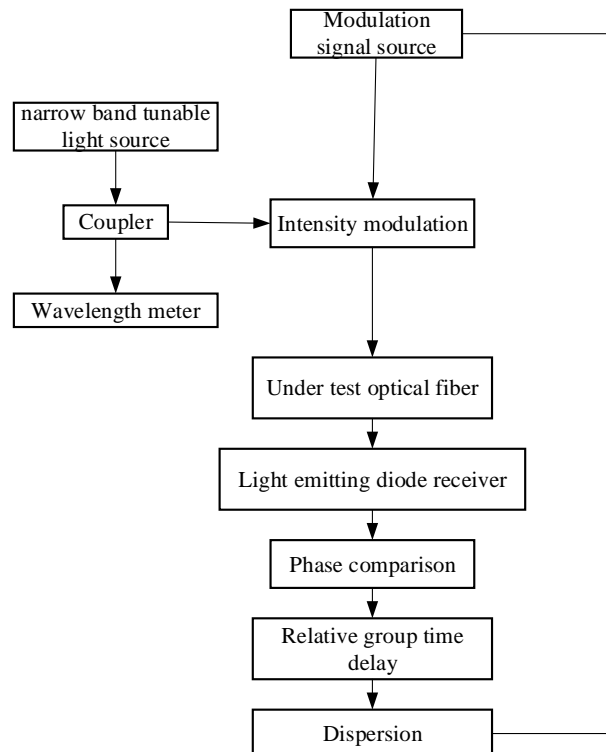 Modulation
signal source
narrow band tunable
light source
Coupler
Intensity modulation
Wavelength meter
Under test optical fiber
Light emitting diode receiver
Phase comparison
Relative group time
delay
Dispersion